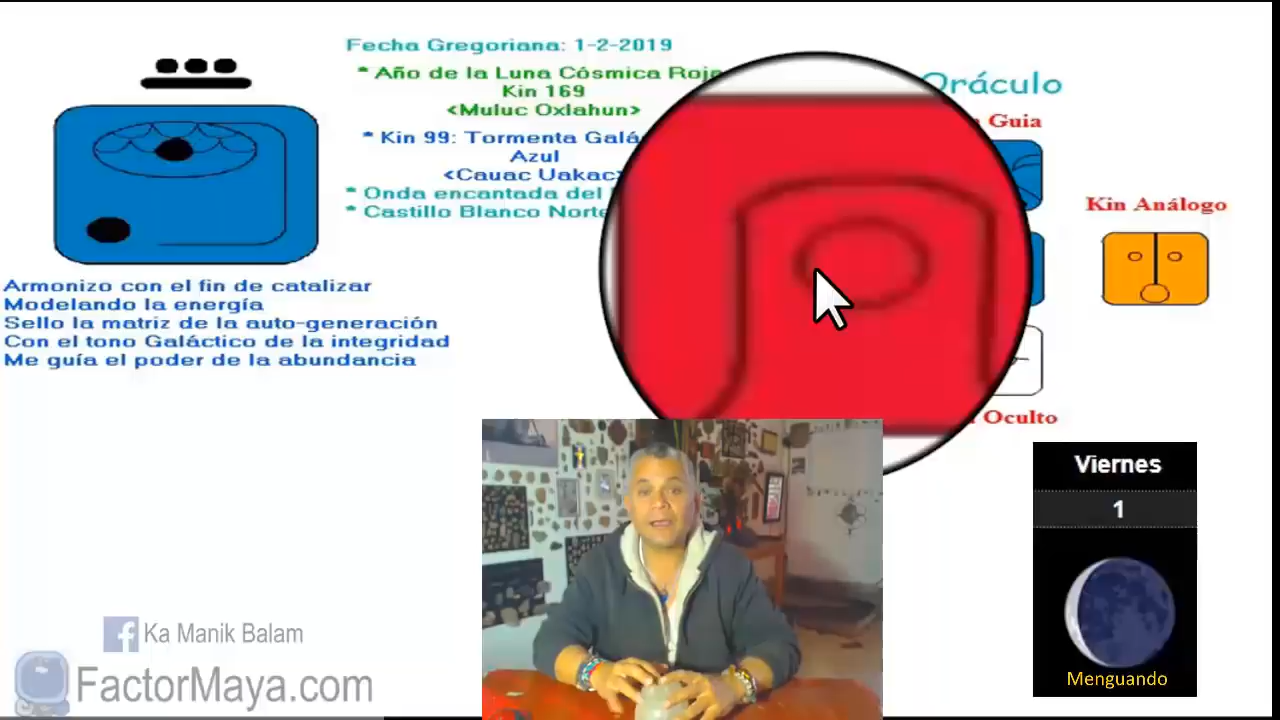 Fecha Gregoriana: 1-2-2019
* Año de la Luna Cósmica Roja
Kin 169
<Muluc Oxlahun>
* Kin 99: Tormenta Galá
Azul
<Cauac Uakac>
* Onda encantada del
* Castillo Blanco Norte
Armonizo con el fin de catalizar
Modelando la energía
Sello la matriz de la auto-generación
Con el tono Galáctico de la integridad
Me guía el poder de la abundancia
Oráculo
Guia
Kin Análogo
Oculto
Viernes
1
Menguando
Ka Manik Balam
FactorMaya.com